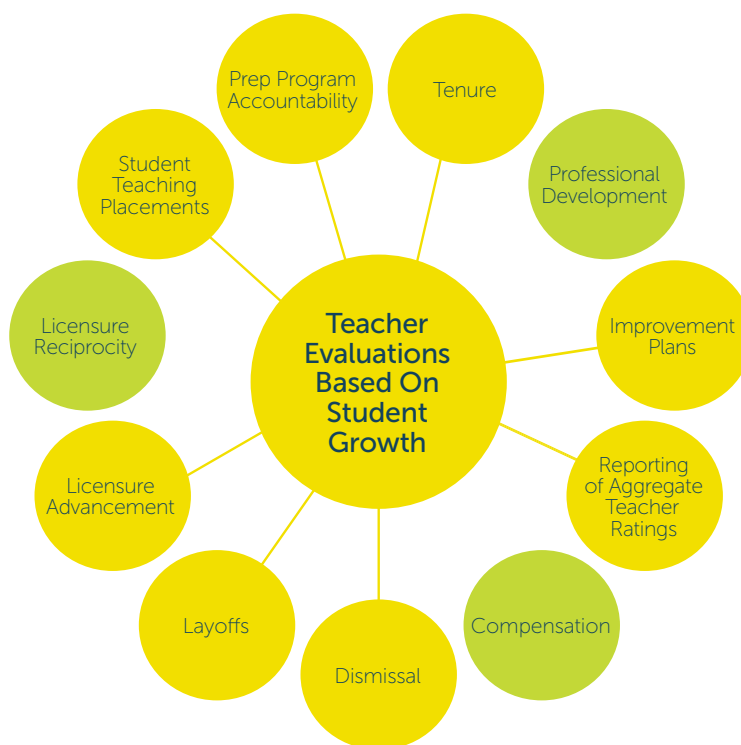 Prep Program
Accountability
Tenure
Student
Teaching
Placements
Professional
Development
Licensure
Reciprocity
Teacher
Evaluations
Based On
Student
Growth
Improvement
Plans
Licensure
Advancement
Reporting
of Aggregate
Teacher
Ratings
Layoffs
Compensation
Dismissal